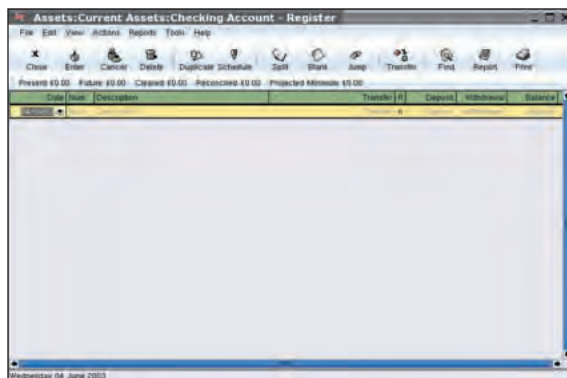 Assets:Current Assets:Checking Account - Register
File Edit View Actions Reports Tools Help
Close Enter Cancel Delete Duplicate Schedule Split Blank Jump Transfer Find Report Print
Present £0.00 Future £0.00 Cleared £0.00 Reconciled £0.00 Projected Minimum £0.00
Date Num Description Transfer R Deposit Withdrawal Balance
Wednesday 04 June 2003